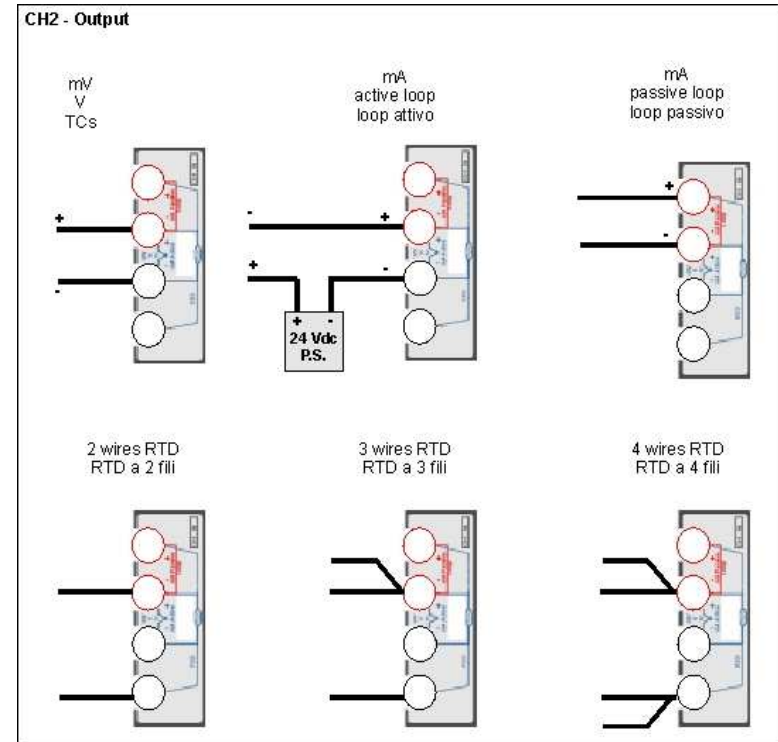 CH2 - Output
mV
V
TCs
mA
active loop
loop attivo
mA
passive loop
loop passivo
+
-
-
+
+
-
+ -
24 Vdc
P.S.
+
-
2 wires RTD
RTD a 2 fili
3 wires RTD
RTD a 3 fili
4 wires RTD
RTD a 4 fili